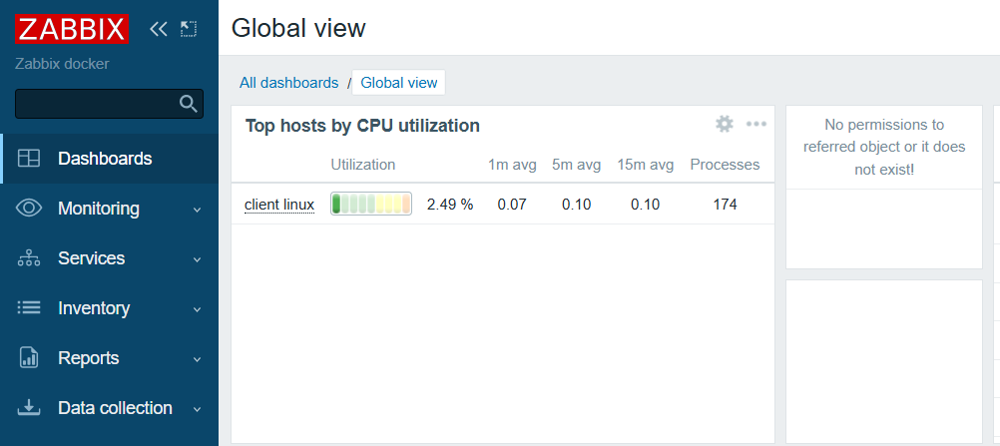 ZABBIX
Zabbix docker
Dashboards
Monitoring
Services
Inventory
Reports
Data collection
Global view
All dashboards / Global view
Top hosts by CPU utilization
Utilization 1m avg 5m avg 15m avg Processes
client linux 2.49 % 0.07 0.10 0.10 174
No permissions to
referred object or it does
not exist!